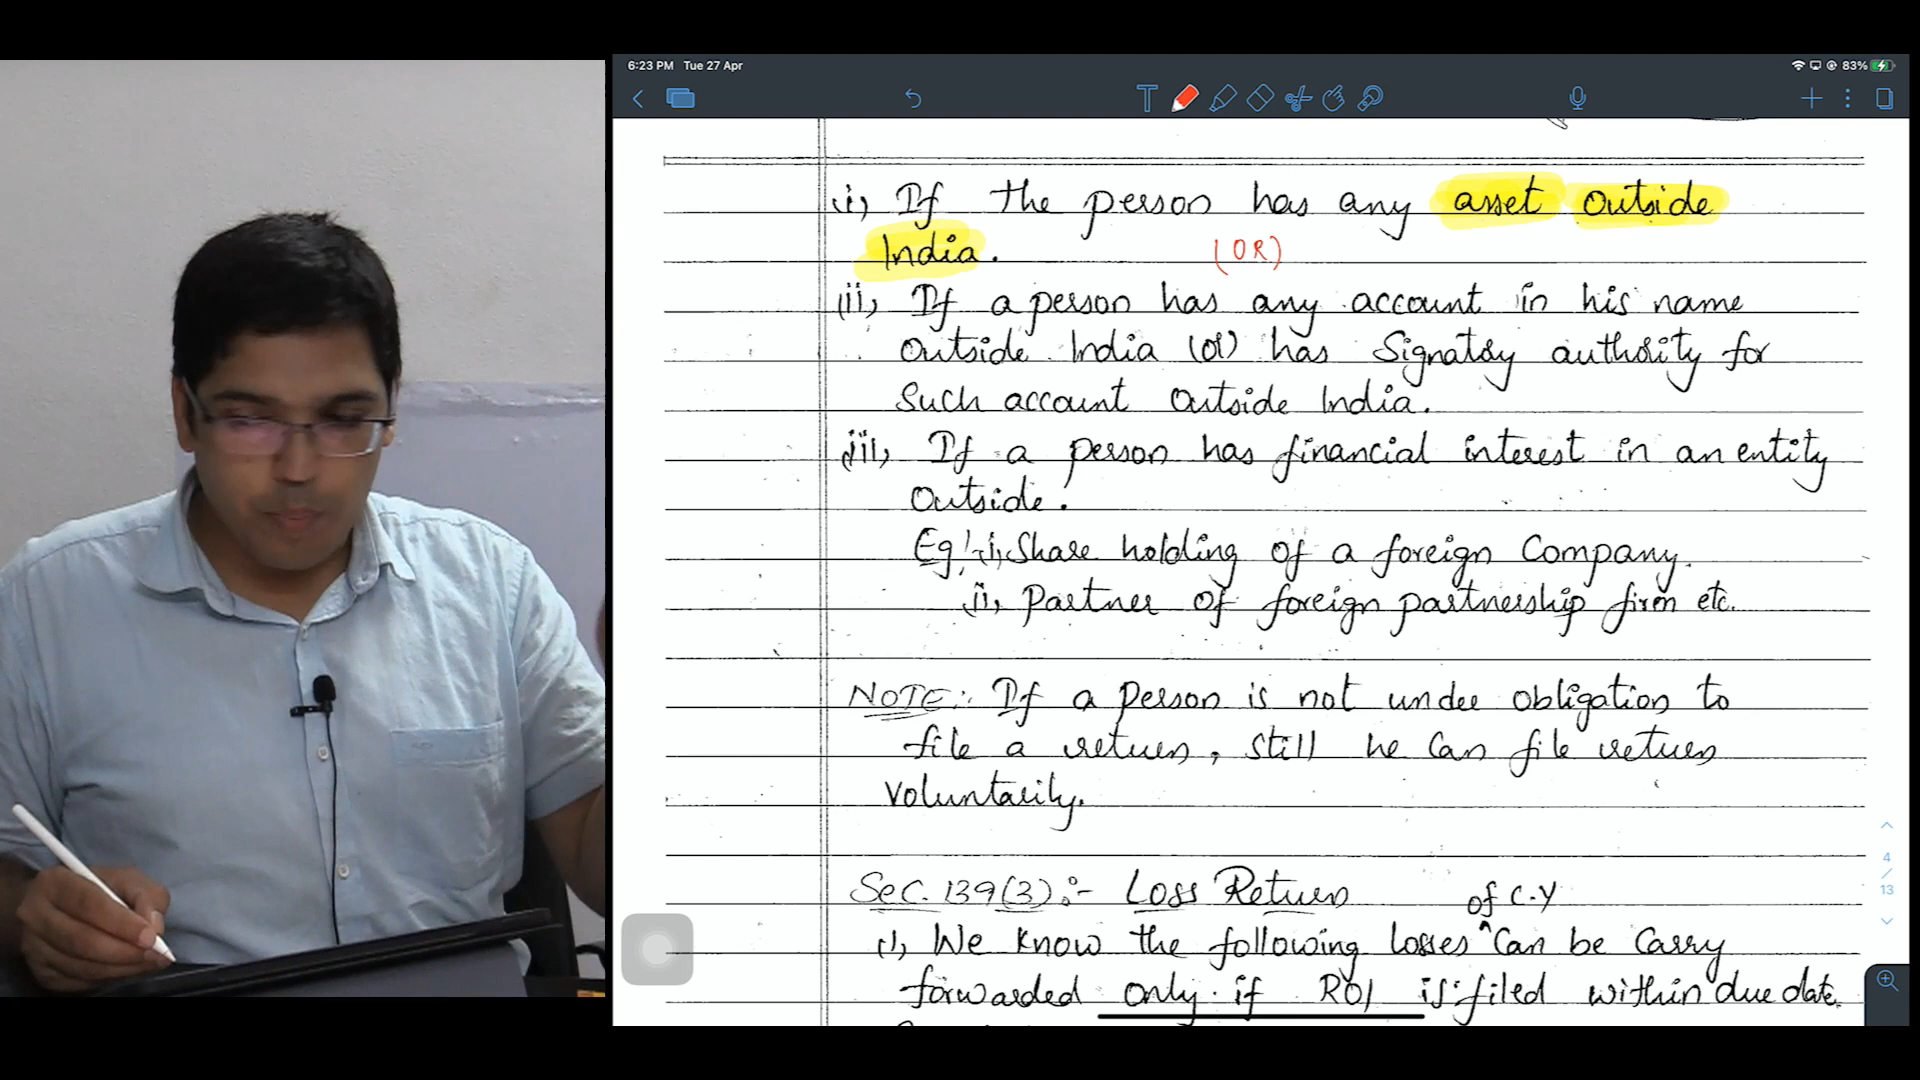 6:23 PM Tue 27 Apr
83%
(i) If the person has any asset outside
India. (OR)
(ii) If a person has any account in his name
outside India (or) has Signatory authority for
Such account outside India.
(iii) If a person has financial interest in an entity
outside.
Eg:- i, Share holding of a foreign Company.
ii, Partner of foreign partnership firm etc.
NOTE:- If a person is not under obligation to
file a return, still he Can file return
Voluntarily.
4
/
13
Sec. 139(3):- Loss Return
of C.Y
(i) We know the following losses ^ Can be Carry
forwarded only if ROI is filed within due date.